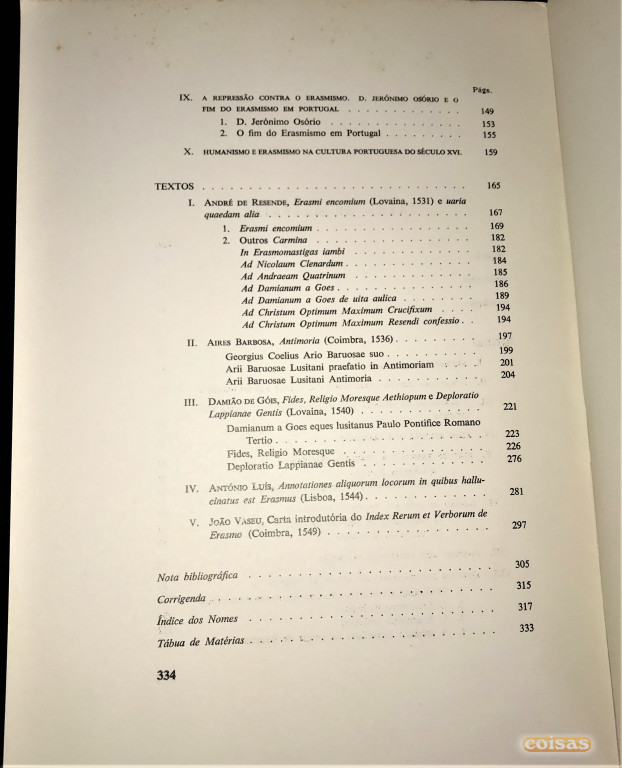 Págs.
IX. A REPRESSÃO CONTRA O ERASMISMO. D. JERÓNIMO OSÓRIO E O
FIM DO ERASMISMO EM PORTUGAL . . . . . . . . . . . . . 149
1. D. Jerónimo Osório . . . . . . . . . . . . . . 153
2. O fim do Erasmismo em Portugal . . . . . . . . . 155
X. HUMANISMO E ERASMISMO NA CULTURA PORTUGUESA DO SÉCULO XVI. 159
TEXTOS . . . . . . . . . . . . . . . . . . . . . . . . . . . . . . 165
I. ANDRÉ DE RESENDE, Erasmi encomium (Lovaina, 1531) e uaria
quaedam alia . . . . . . . . . . . . . . . . . . . . . 167
1. Erasmi encomium . . . . . . . . . . . . . . . . 169
2. Outros Carmina . . . . . . . . . . . . . . . . . 182
In Erasmomastigas iambi . . . . . . . . . . . . . 182
Ad Nicolaum Clenardum . . . . . . . . . . . . . . 184
Ad Andraeam Quatrinum . . . . . . . . . . . . . 185
Ad Damianum a Goes . . . . . . . . . . . . . . . 186
Ad Damianum a Goes de uita aulica . . . . . . . . 189
Ad Christum Optimum Maximum Crucifixum . . . . 194
Ad Christum Optimum Maximum Resendi confessio . . 194
II. AIRES BARBOSA, Antimoria (Coimbra, 1536) . . . . . . . . . 197
Georgius Coelius Ario Baruosae suo . . . . . . . . . . 199
Arii Baruosae Lusitani praefatio in Antimoriam . . . . . 201
Arii Baruosae Lusitani Antimoria . . . . . . . . . . . 204
III. DAMIÃO DE GÓIS, Fides, Religio Moresque Aethiopum e Deploratio
Lappianae Gentis (Lovaina, 1540) . . . . . . . . . . . . . 221
Damianum a Goes eques lusitanus Paulo Pontifice Romano
Tertio . . . . . . . . . . . . . . . . . . . . . . . 223
Fides, Religio Moresque . . . . . . . . . . . . . . . 226
Deploratio Lappianae Gentis . . . . . . . . . . . . . 276
IV. ANTÓNIO LUÍS, Annotationes aliquorum locorum in quibus hallu-
cinatus est Erasmus (Lisboa, 1544) . . . . . . . . . . . . . 281
V. JOÃO VASEU, Carta introdutória do Index Rerum et Verborum de
Erasmo (Coimbra, 1549) . . . . . . . . . . . . . . . . . 297
Nota bibliográfica . . . . . . . . . . . . . . . . . . . . . . 305
Corrigenda . . . . . . . . . . . . . . . . . . . . . . . . . 315
Índice dos Nomes . . . . . . . . . . . . . . . . . . . . . . 317
Tábua de Matérias . . . . . . . . . . . . . . . . . . . . . . 333
334
coisas